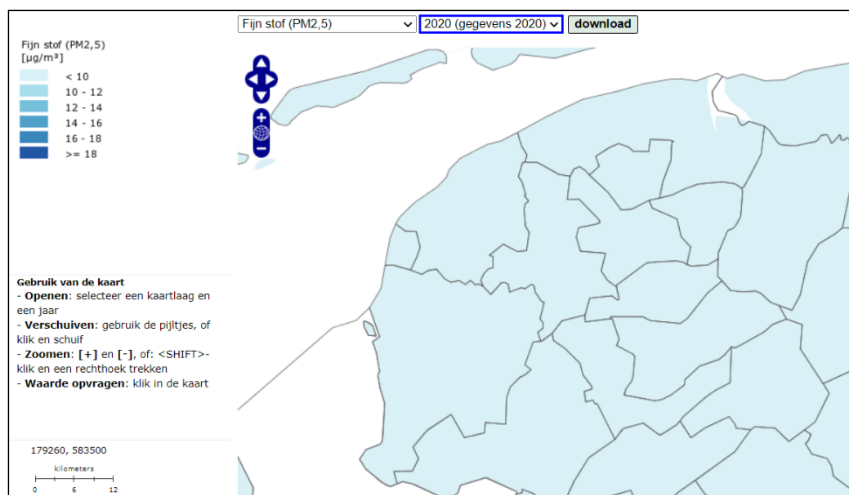 Fijn stof (PM2,5)
2020 (gegevens 2020)
download
Fijn stof (PM2,5)
[µg/m³]
< 10
10 - 12
12 - 14
14 - 16
16 - 18
>= 18
Gebruik van de kaart
- Openen: selecteer een kaartlaag en
een jaar
- Verschuiven: gebruik de pijltjes, of
klik en schuif
- Zoomen: [+] en [-], of: <SHIFT>-
klik en een rechthoek trekken
- Waarde opvragen: klik in de kaart
179260, 583500
kilometers
0 6 12